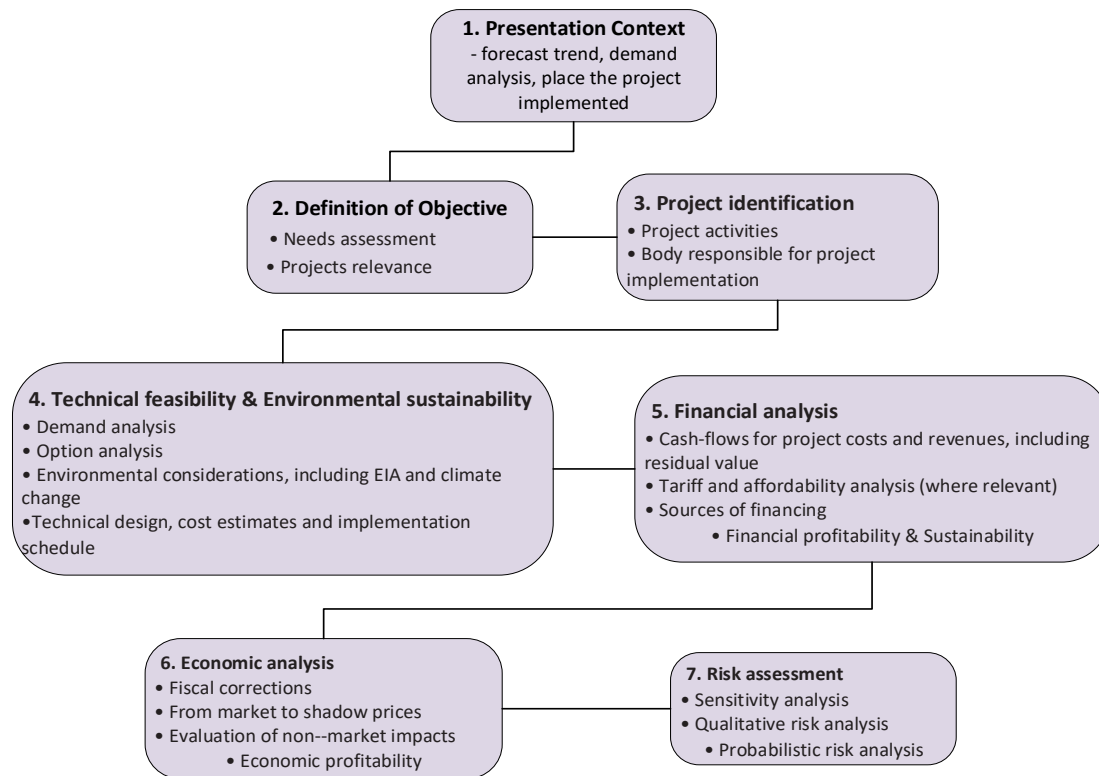 1. Presentation Context
- forecast trend, demand
analysis, place the project
implemented
2. Definition of Objective
• Needs assessment
• Projects relevance
3. Project identification
• Project activities
• Body responsible for project
implementation
4. Technical feasibility & Environmental sustainability
• Demand analysis
• Option analysis
• Environmental considerations, including EIA and climate
change
•Technical design, cost estimates and implementation
schedule
5. Financial analysis
• Cash-flows for project costs and revenues, including
residual value
• Tariff and affordability analysis (where relevant)
• Sources of financing
• Financial profitability & Sustainability
6. Economic analysis
• Fiscal corrections
• From market to shadow prices
• Evaluation of non--market impacts
• Economic profitability
7. Risk assessment
• Sensitivity analysis
• Qualitative risk analysis
• Probabilistic risk analysis